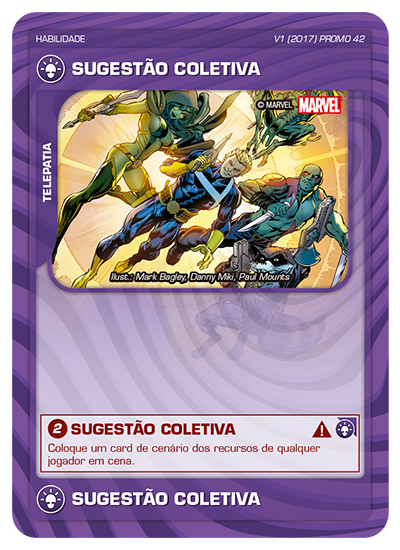 HABILIDADE
V1 (2017) PROMO 42
SUGESTÃO COLETIVA
TELEPATIA
© MARVEL MARVEL
Ilust.: Mark Bagley, Danny Miki, Paul Mounts
2 SUGESTÃO COLETIVA
Coloque um card de cenário dos recursos de qualquer
jogador em cena.
SUGESTÃO COLETIVA